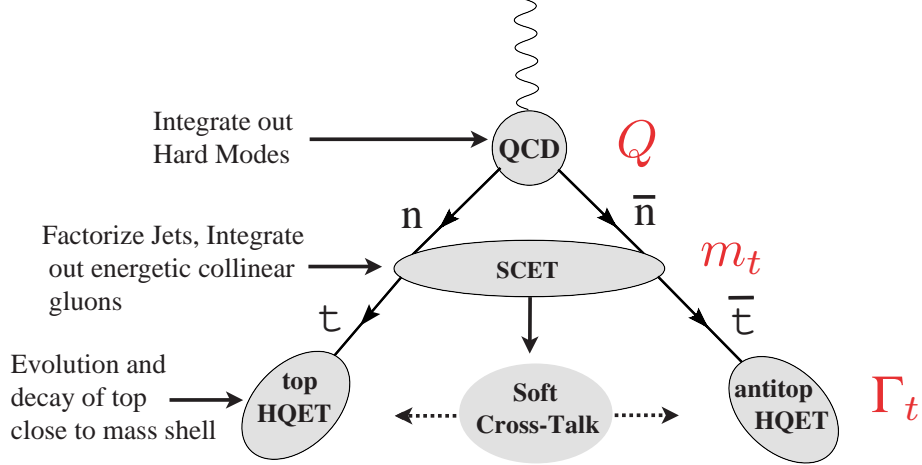 Integrate out
Hard Modes
QCD
Q
n
n̅
Factorize Jets, Integrate
out energetic collinear
gluons
SCET
m_t
t
t̅
Evolution and
decay of top
close to mass shell
top
HQET
Soft
Cross-Talk
antitop
HQET
Γ_t